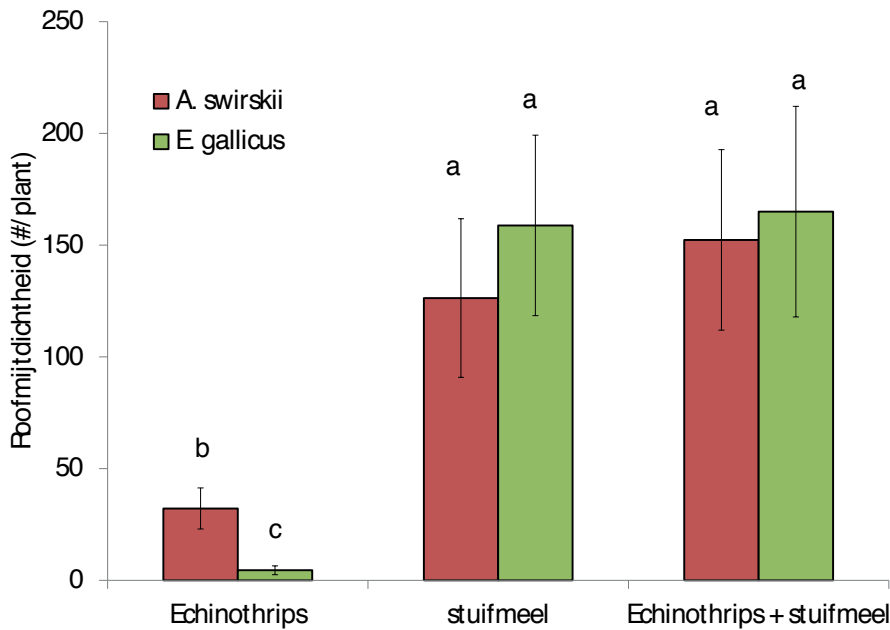 Roofmijtdichtheid (#/plant)
250
200
150
100
50
0
A. swirskii
E. gallicus
b
c
a
a
a
a
Echinothrips
stuifmeel
Echinothrips + stuifmeel